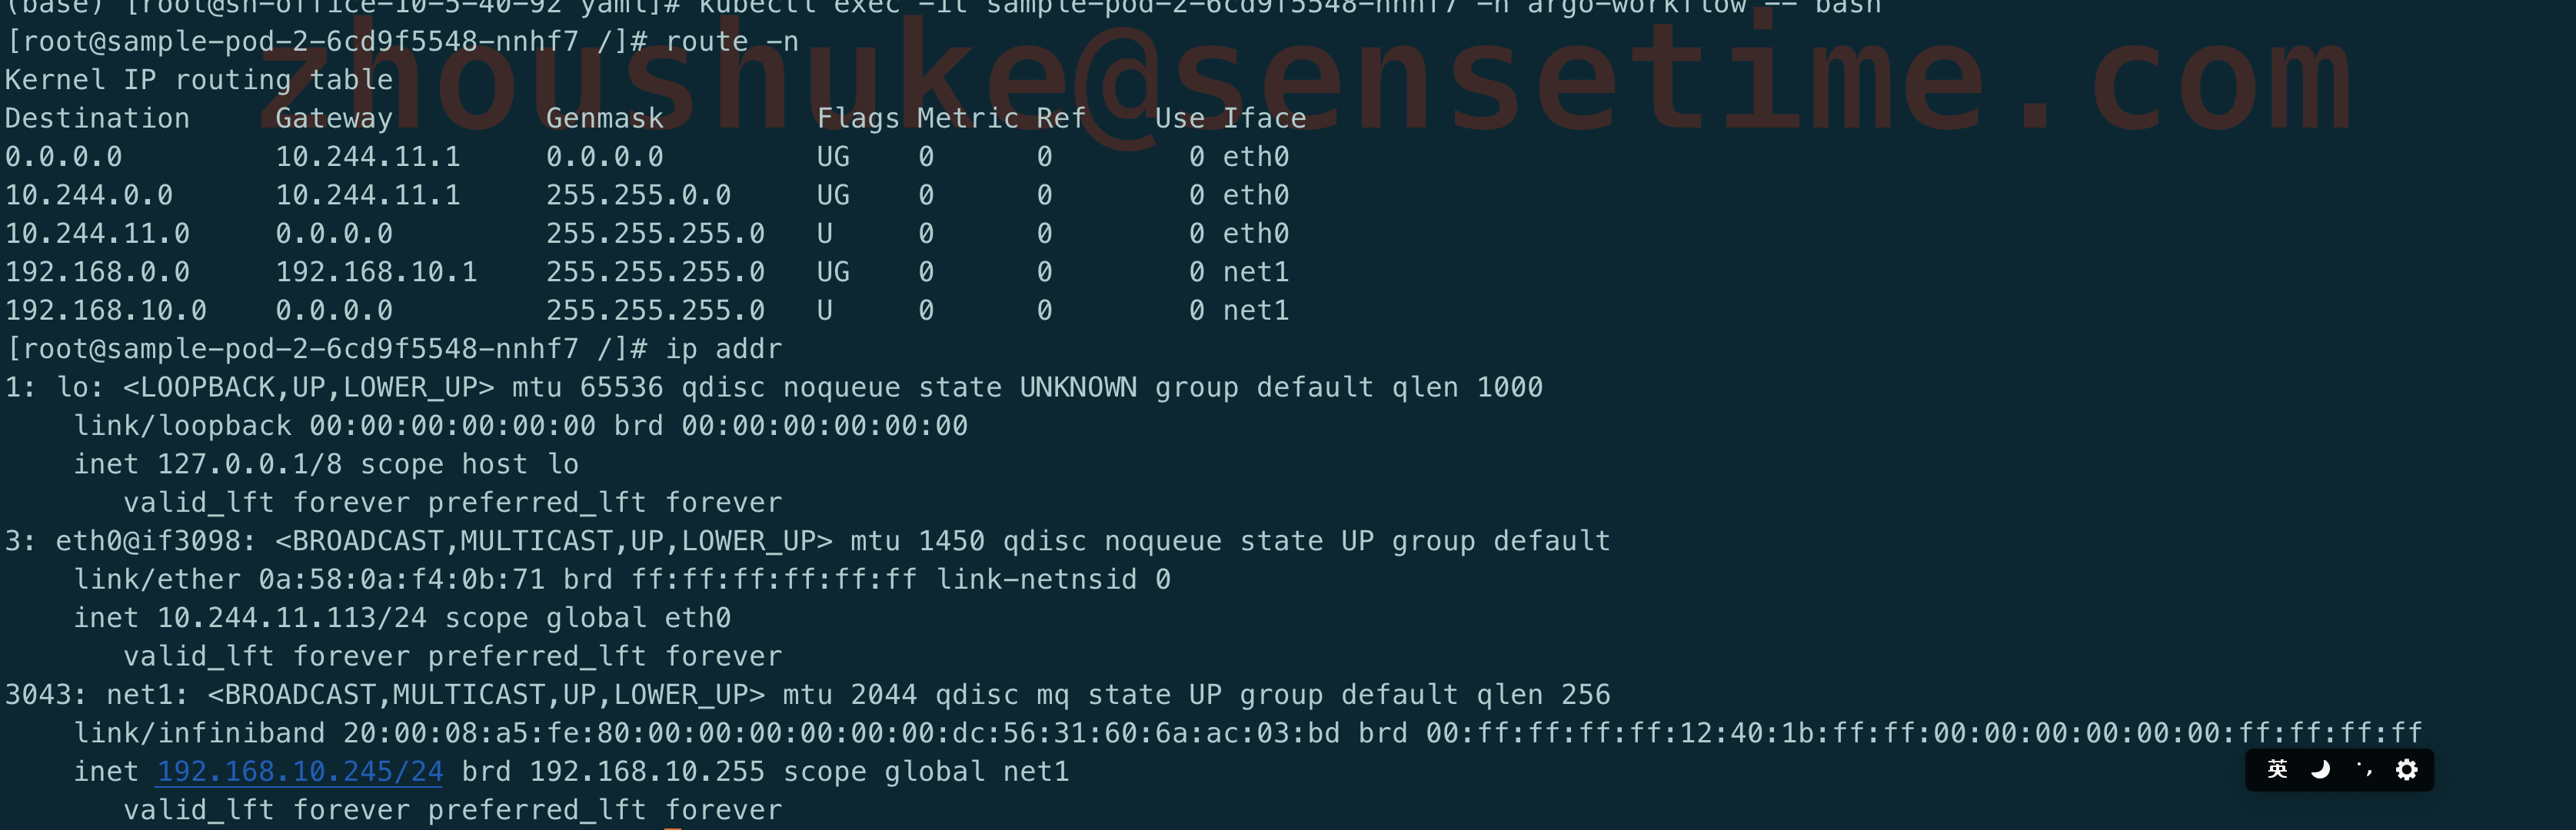 (base) [root@sh-office-10-5-40-92 yaml]# kubectl exec -it sample-pod-2-6cd9f5548-nnhf7 -n argo-workflow -- bash
[root@sample-pod-2-6cd9f5548-nnhf7 /]# route -n
zhoushuke@sensetime.com
Kernel IP routing table
Destination     Gateway         Genmask         Flags Metric Ref    Use Iface
0.0.0.0         10.244.11.1     0.0.0.0         UG    0      0        0 eth0
10.244.0.0      10.244.11.1     255.255.0.0     UG    0      0        0 eth0
10.244.11.0     0.0.0.0         255.255.255.0   U     0      0        0 eth0
192.168.0.0     192.168.10.1    255.255.255.0   UG    0      0        0 net1
192.168.10.0    0.0.0.0         255.255.255.0   U     0      0        0 net1
[root@sample-pod-2-6cd9f5548-nnhf7 /]# ip addr
1: lo: <LOOPBACK,UP,LOWER_UP> mtu 65536 qdisc noqueue state UNKNOWN group default qlen 1000
    link/loopback 00:00:00:00:00:00 brd 00:00:00:00:00:00
    inet 127.0.0.1/8 scope host lo
       valid_lft forever preferred_lft forever
3: eth0@if3098: <BROADCAST,MULTICAST,UP,LOWER_UP> mtu 1450 qdisc noqueue state UP group default
    link/ether 0a:58:0a:f4:0b:71 brd ff:ff:ff:ff:ff:ff link-netnsid 0
    inet 10.244.11.113/24 scope global eth0
       valid_lft forever preferred_lft forever
3043: net1: <BROADCAST,MULTICAST,UP,LOWER_UP> mtu 2044 qdisc mq state UP group default qlen 256
    link/infiniband 20:00:08:a5:fe:80:00:00:00:00:00:00:dc:56:31:60:6a:ac:03:bd brd 00:ff:ff:ff:ff:12:40:1b:ff:ff:00:00:00:00:00:00:ff:ff:ff:ff
    inet 192.168.10.245/24 brd 192.168.10.255 scope global net1
英
       valid_lft forever preferred_lft forever